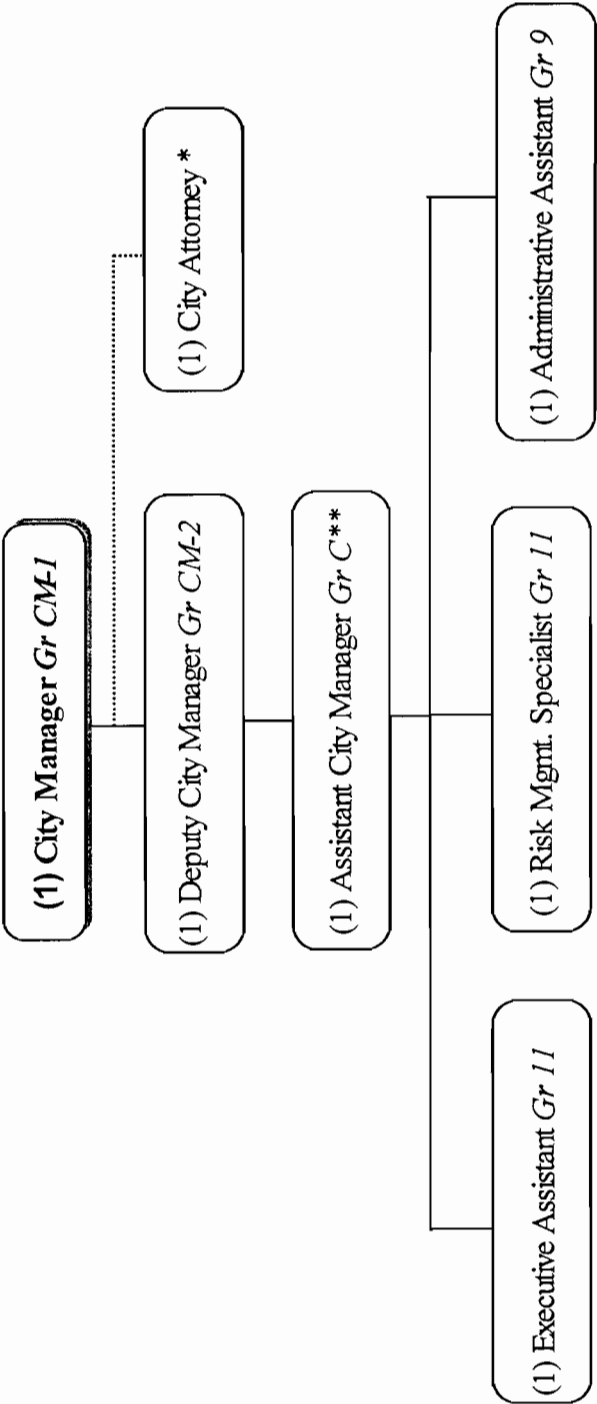 (1) City Manager Gr CM-1
(1) City Attorney *
(1) Deputy City Manager Gr CM-2
(1) Assistant City Manager Gr C**
(1) Executive Assistant Gr 11
(1) Risk Mgmt. Specialist Gr 11
(1) Administrative Assistant Gr 9